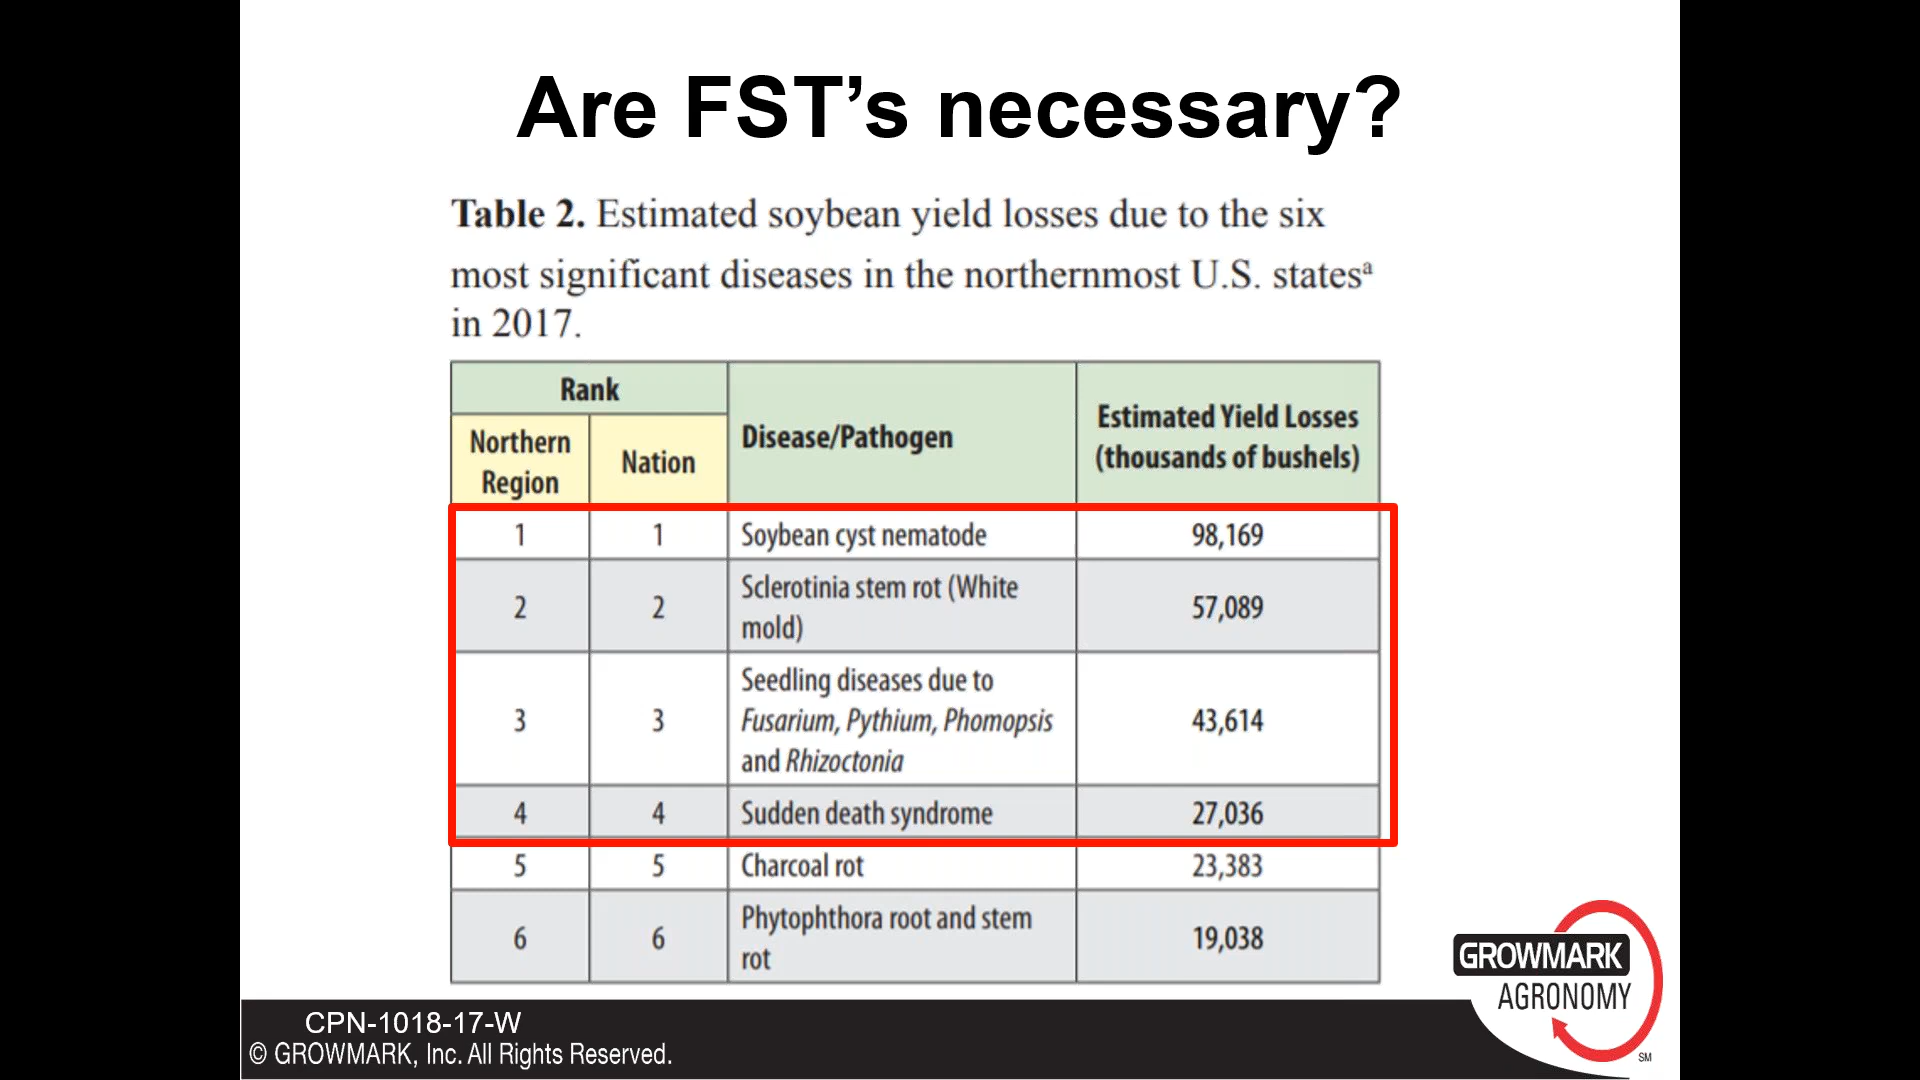 Are FST’s necessary?
Table 2. Estimated soybean yield losses due to the six
most significant diseases in the northernmost U.S. statesᵃ
in 2017.
Rank
Northern
Region
Nation
Disease/Pathogen
Estimated Yield Losses
(thousands of bushels)
1 1 Soybean cyst nematode 98,169
2 2 Sclerotinia stem rot (White
mold) 57,089
3 3 Seedling diseases due to
Fusarium, Pythium, Phomopsis
and Rhizoctonia 43,614
4 4 Sudden death syndrome 27,036
5 5 Charcoal rot 23,383
6 6 Phytophthora root and stem
rot 19,038
GROWMARK
AGRONOMY
SM
CPN-1018-17-W
© GROWMARK, Inc. All Rights Reserved.